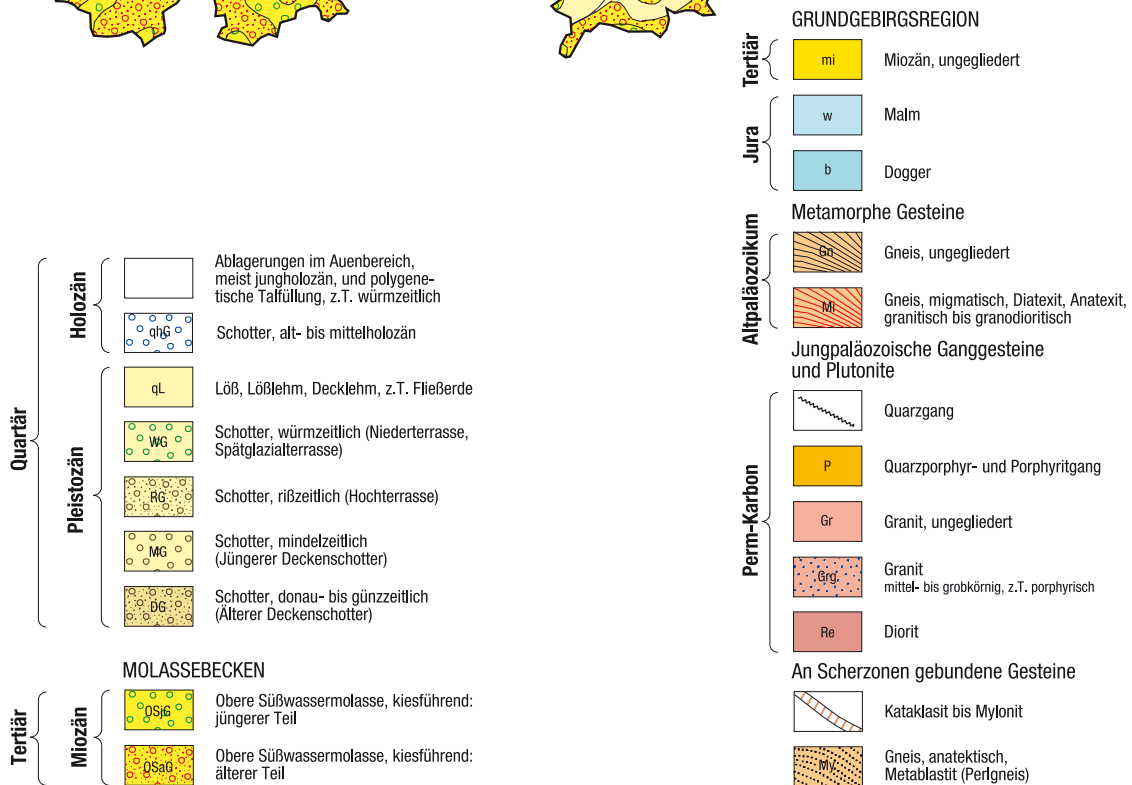 Quartär
Holozän
Ablagerungen im Auenbereich,
meist jungholozän, und polygene-
tische Talfüllung, z.T. würmzeitlich
qhG
Schotter, alt- bis mittelholozän
Pleistozän
qL
Löß, Lößlehm, Decklehm, z.T. Fließerde
WG
Schotter, würmzeitlich (Niederterrasse,
Spätglazialterrasse)
RG
Schotter, rißzeitlich (Hochterrasse)
MG
Schotter, mindelzeitlich
(Jüngerer Deckenschotter)
DG
Schotter, donau- bis günzzeitlich
(Älterer Deckenschotter)
MOLASSEBECKEN
Tertiär
Miozän
OSjG
Obere Süßwassermolasse, kiesführend:
jüngerer Teil
OSaG
Obere Süßwassermolasse, kiesführend:
älterer Teil
GRUNDGEBIRGSREGION
Tertiär
mi
Miozän, ungegliedert
Jura
w
Malm
b
Dogger
Metamorphe Gesteine
Altpaläozoikum
Gn
Gneis, ungegliedert
Mi
Gneis, migmatisch, Diatexit, Anatexit,
granitisch bis granodioritisch
Jungpaläozoische Ganggesteine
und Plutonite
Perm-Karbon
Quarzgang
P
Quarzporphyr- und Porphyritgang
Gr
Granit, ungegliedert
Grg
Granit
mittel- bis grobkörnig, z.T. porphyrisch
Re
Diorit
An Scherzonen gebundene Gesteine
Kataklasit bis Mylonit
My
Gneis, anatektisch,
Metablastit (Perlgneis)